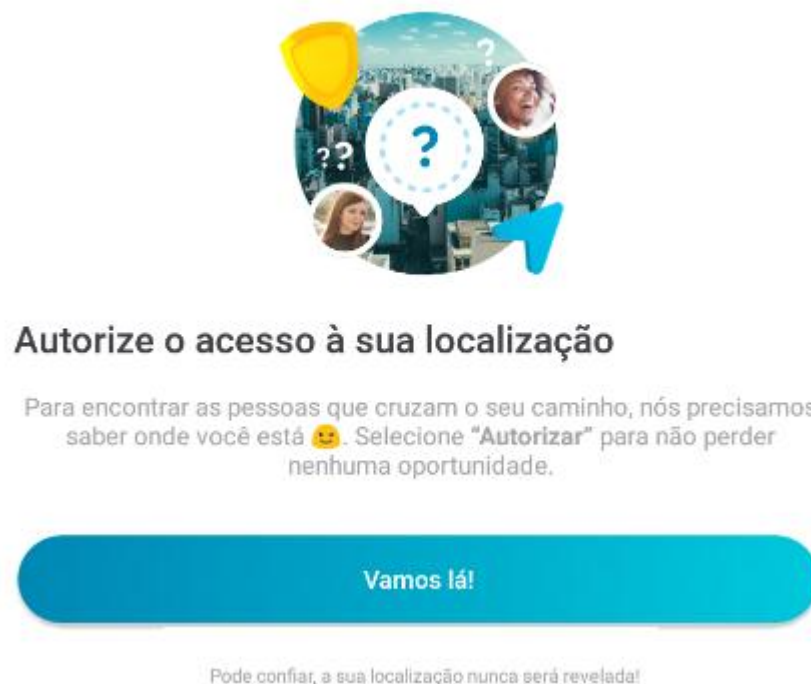 ?
??
?
Autorize o acesso à sua localização
Para encontrar as pessoas que cruzam o seu caminho, nós precisamos
saber onde você está 🙂. Selecione “Autorizar” para não perder
nenhuma oportunidade.
Vamos lá!
Pode confiar, a sua localização nunca será revelada!